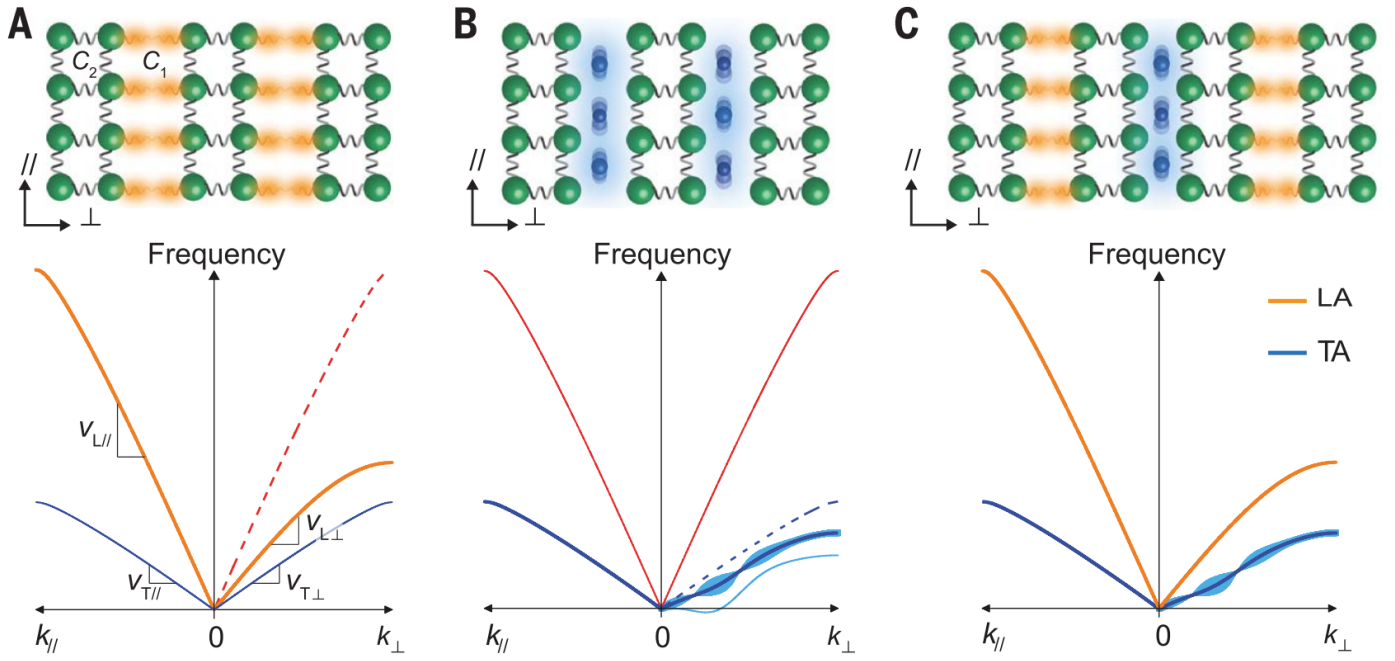 A
C2
C1
//
⊥
Frequency
vL//
vL⊥
vT//
vT⊥
k//
0
k⊥
B
//
⊥
Frequency
k//
0
k⊥
C
//
⊥
Frequency
LA
TA
k//
0
k⊥